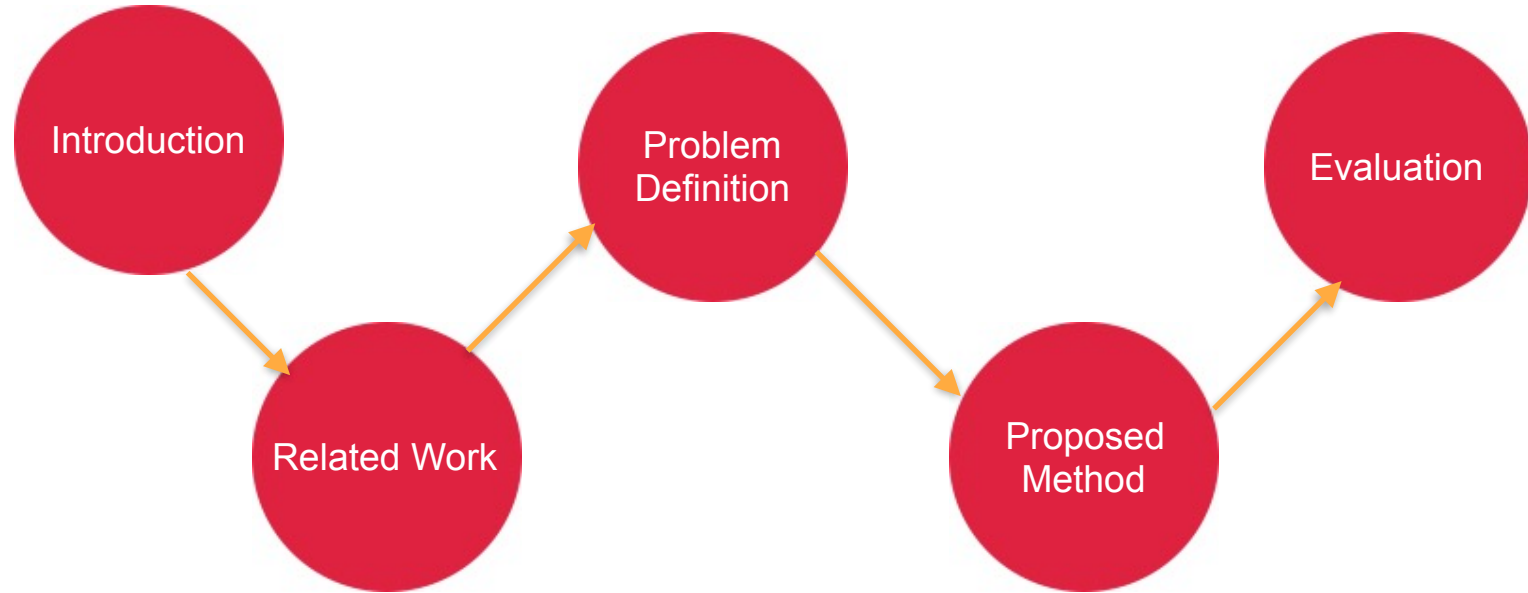 Introduction
Related Work
Problem
Definition
Proposed
Method
Evaluation